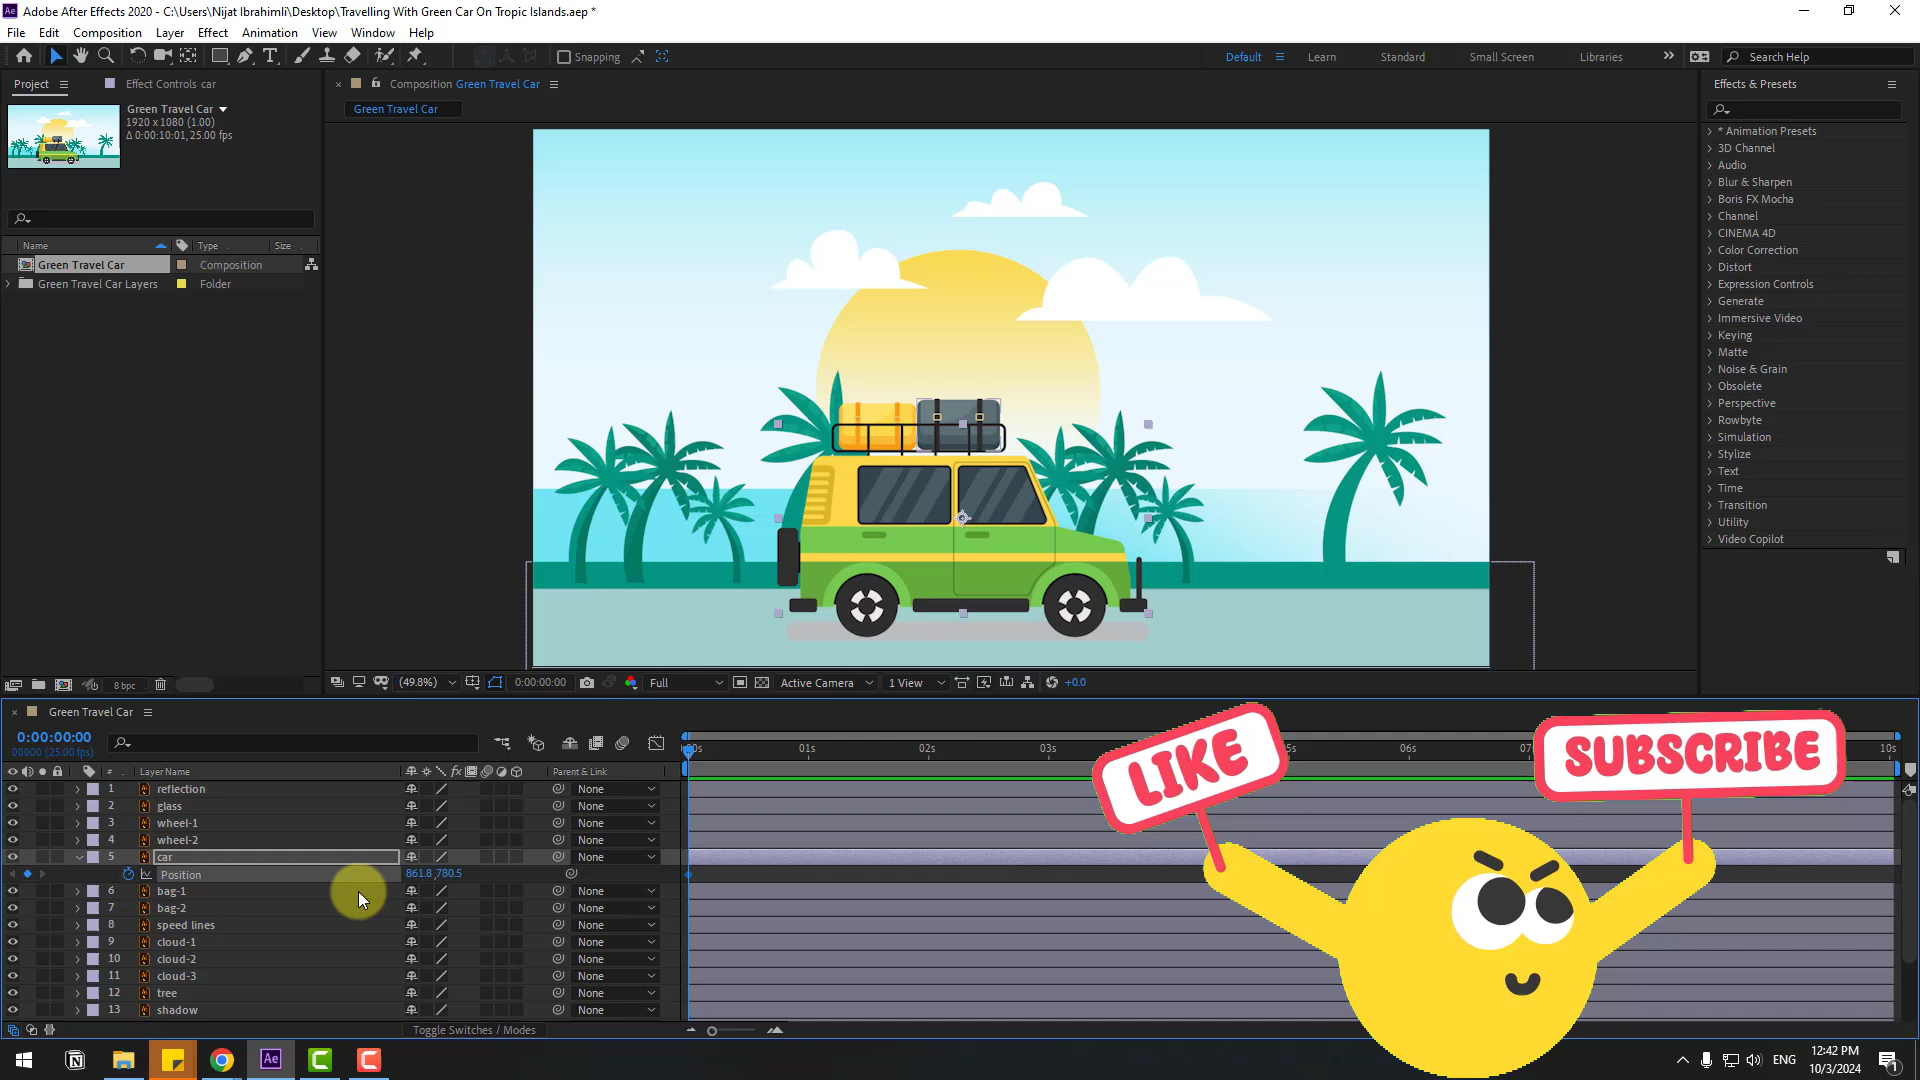 Ae Adobe After Effects 2020 - C:\Users\Nijat Ibrahimli\Desktop\Travelling With Green Car On Tropic Islands.aep *
File Edit Composition Layer Effect Animation View Window Help
Snapping Default Learn Standard Small Screen Libraries Search Help
Project Effect Controls car Composition Green Travel Car Effects & Presets
Green Travel Car
1920 x 1080 (1.00)
Δ 0:00:10:01, 25.00 fps
Green Travel Car
Name Type Size
Green Travel Car Composition
Green Travel Car Layers Folder
* Animation Presets
3D Channel
Audio
Blur & Sharpen
Boris FX Mocha
Channel
CINEMA 4D
Color Correction
Distort
Expression Controls
Generate
Immersive Video
Keying
Matte
Noise & Grain
Obsolete
Perspective
Rowbyte
Simulation
Stylize
Text
Time
Transition
Utility
Video Copilot
8 bpc (49.8%) 0:00:00:00 Full Active Camera 1 View +0.0
Green Travel Car
0:00:00:00
00000 (25.00 fps)
01s 02s 03s 06s 10s
# Layer Name Parent & Link
1 reflection None
2 glass None
3 wheel-1 None
4 wheel-2 None
5 car None
Position 861.8, 780.5
6 bag-1 None
7 bag-2 None
8 speed lines None
9 cloud-1 None
10 cloud-2 None
11 cloud-3 None
12 tree None
13 shadow None
Toggle Switches / Modes
LIKE
SUBSCRIBE
Ae ENG 12:42 PM
10/3/2024
1